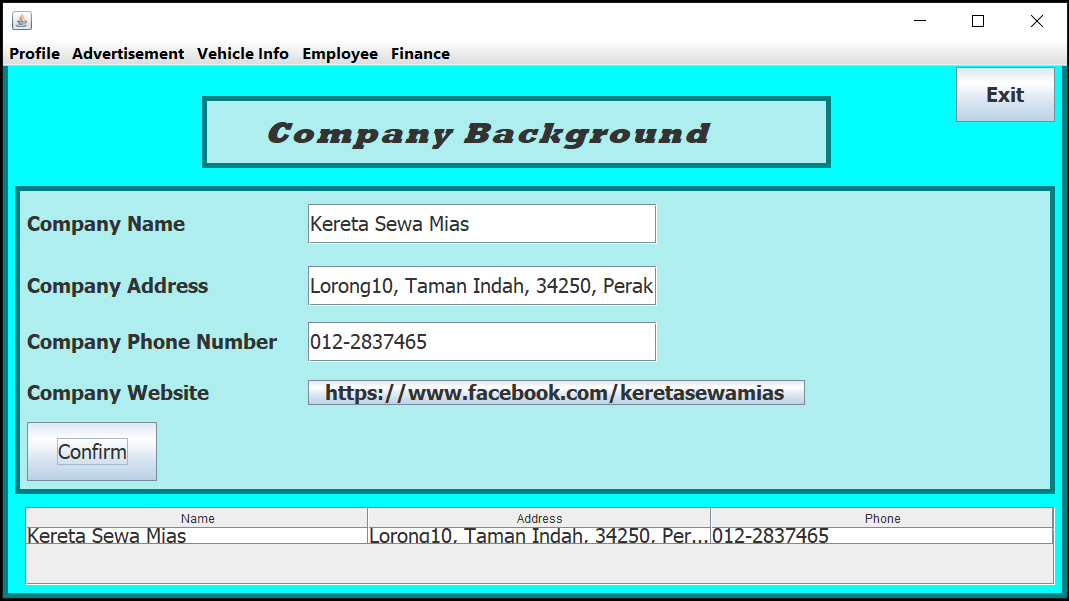 Profile Advertisement Vehicle Info Employee Finance
Exit
Company Background
Company Name Kereta Sewa Mias
Company Address Lorong10, Taman Indah, 34250, Perak
Company Phone Number 012-2837465
Company Website https://www.facebook.com/keretasewamias
Confirm
Name Address Phone
Kereta Sewa Mias Lorong10, Taman Indah, 34250, Per... 012-2837465